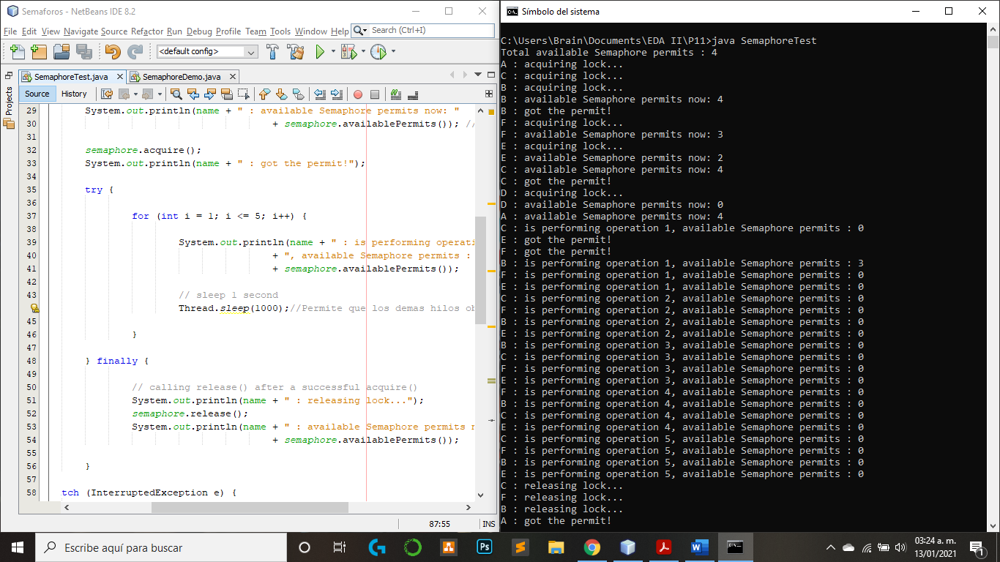 Semaforos - NetBeans IDE 8.2
File Edit View Navigate Source Refactor Run Debug Profile Team Tools Window Help
Search (Ctrl+I)
<default config>
SemaphoreTest.java
SemaphoreDemo.java
Projects
Source History
29 System.out.println(name + " : available Semaphore permits now: "
30 + semaphore.availablePermits()); //
31
32 semaphore.acquire();
33 System.out.println(name + " : got the permit!");
34
35 try {
36
37 for (int i = 1; i <= 5; i++) {
38
39 System.out.println(name + " : is performing operati
40 + ", available Semaphore permits :
41 + semaphore.availablePermits());
42
43 // sleep 1 second
Thread.sleep(1000);//Permite que los demas hilos ob
45
46 }
47
48 } finally {
49
50 // calling release() after a successful acquire()
51 System.out.println(name + " : releasing lock...");
52 semaphore.release();
53 System.out.println(name + " : available Semaphore permits n
54 + semaphore.availablePermits());
55
56 }
57
58 tch (InterruptedException e) {
87:55 INS
Símbolo del sistema
C:\Users\Brain\Documents\EDA II\P11>java SemaphoreTest
Total available Semaphore permits : 4
A : acquiring lock...
C : acquiring lock...
B : acquiring lock...
B : available Semaphore permits now: 4
B : got the permit!
F : acquiring lock...
F : available Semaphore permits now: 3
E : acquiring lock...
E : available Semaphore permits now: 2
C : available Semaphore permits now: 4
C : got the permit!
D : acquiring lock...
D : available Semaphore permits now: 0
A : available Semaphore permits now: 4
C : is performing operation 1, available Semaphore permits : 0
E : got the permit!
F : got the permit!
B : is performing operation 1, available Semaphore permits : 3
F : is performing operation 1, available Semaphore permits : 0
E : is performing operation 1, available Semaphore permits : 0
C : is performing operation 2, available Semaphore permits : 0
F : is performing operation 2, available Semaphore permits : 0
B : is performing operation 2, available Semaphore permits : 0
E : is performing operation 2, available Semaphore permits : 0
B : is performing operation 3, available Semaphore permits : 0
C : is performing operation 3, available Semaphore permits : 0
F : is performing operation 3, available Semaphore permits : 0
E : is performing operation 3, available Semaphore permits : 0
F : is performing operation 4, available Semaphore permits : 0
B : is performing operation 4, available Semaphore permits : 0
C : is performing operation 4, available Semaphore permits : 0
E : is performing operation 4, available Semaphore permits : 0
C : is performing operation 5, available Semaphore permits : 0
F : is performing operation 5, available Semaphore permits : 0
B : is performing operation 5, available Semaphore permits : 0
E : is performing operation 5, available Semaphore permits : 0
C : releasing lock...
F : releasing lock...
B : releasing lock...
A : got the permit!
Escribe aquí para buscar
Ps
03:24 a. m.
13/01/2021
1